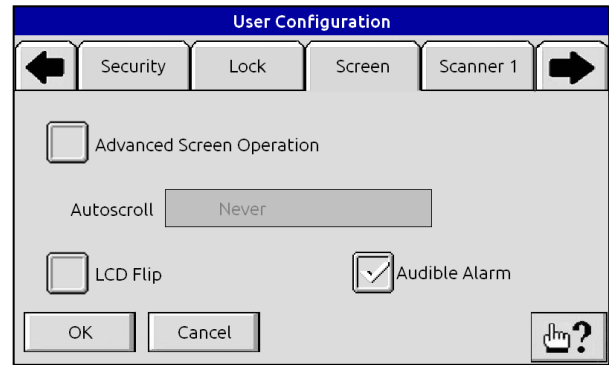 User Configuration
Security Lock Screen Scanner 1
Advanced Screen Operation
Autoscroll Never
LCD Flip Audible Alarm
OK Cancel ?